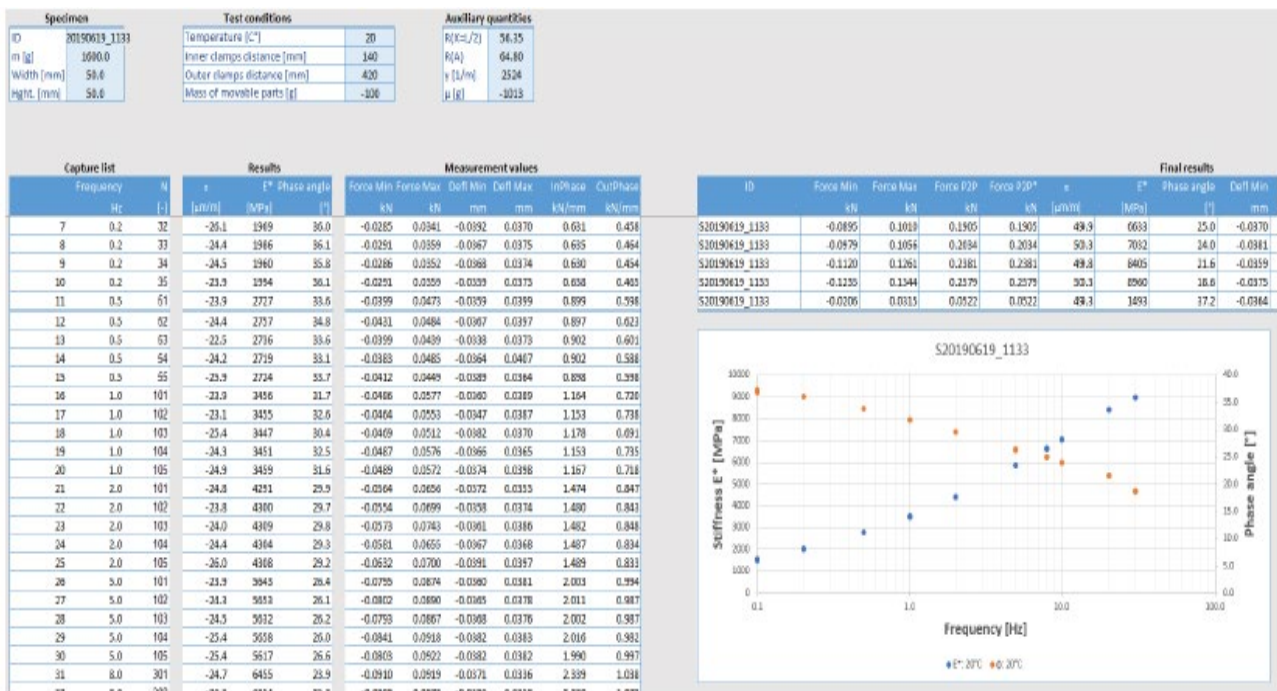 Specimen Test conditions Auxiliary quantities
ID 20190619_1133 Temperature [C°] 20 R(X=L/2) 56.35
m [g] 1600.0 Inner clamps distance [mm] 140 R(A) 64.80
Width [mm] 50.0 Outer clamps distance [mm] 420 γ [1/m] 2524
Hght. [mm] 50.0 Mass of movable parts [g] -100 μ [g] -1013
Capture list Results Measurement values Final results
Frequency N ε E* Phase angle Force Min Force Max Defl Min Defl Max InPhase OutPhase ID Force Min Force Max Force P2P Force P2P* ε E* Phase angle Defl Min
Hz [-] [μm/m] [MPa] [°] kN kN mm mm kN/mm kN/mm kN kN kN kN [μm/m] [MPa] [°] mm
7 0.2 32 -26.1 1969 36.0 -0.0285 0.0341 -0.0392 0.0370 0.631 0.458 S20190619_1133 -0.0895 0.1010 0.1905 0.1905 49.9 6633 25.0 -0.0370
8 0.2 33 -24.4 1986 36.1 -0.0291 0.0359 -0.0367 0.0375 0.635 0.464 S20190619_1133 -0.0979 0.1056 0.2034 0.2034 50.3 7032 24.0 -0.0381
9 0.2 34 -24.5 1960 35.8 -0.0286 0.0352 -0.0368 0.0374 0.630 0.454 S20190619_1133 -0.1120 0.1261 0.2381 0.2381 49.8 8405 21.6 -0.0359
10 0.2 35 -23.9 1994 36.1 -0.0291 0.0359 -0.0359 0.0373 0.638 0.465 S20190619_1133 -0.1235 0.1344 0.2579 0.2579 50.3 8960 18.6 -0.0375
11 0.5 -23.9 2727 33.6 -0.0399 0.0473 -0.0359 0.0399 0.899 0.598 S20190619_1133 -0.0206 0.0315 0.0522 0.0522 49.3 1493 37.2 -0.0364
12 0.5 -24.4 2757 34.8 -0.0431 0.0484 -0.0367 0.0397 0.897 0.623
13 0.5 -22.5 2736 33.6 -0.0399 0.0439 -0.0338 0.0373 0.902 0.601
14 0.5 54 -24.2 2719 33.1 -0.0383 0.0485 -0.0364 0.0407 0.902 0.588
15 0.5 55 -25.9 2724 33.7 -0.0412 0.0449 -0.0389 0.0364 0.898 0.598
16 1.0 101 -23.9 3456 31.7 -0.0486 0.0577 -0.0360 0.0389 1.164 0.720
17 1.0 102 -23.1 3455 32.6 -0.0464 0.0553 -0.0347 0.0387 1.153 0.738
18 1.0 103 -25.4 3447 30.4 -0.0469 0.0512 -0.0382 0.0370 1.178 0.691
19 1.0 104 -24.3 3451 32.5 -0.0487 0.0576 -0.0366 0.0365 1.153 0.735
20 1.0 105 -24.9 3459 31.6 -0.0489 0.0572 -0.0374 0.0398 1.167 0.718
21 2.0 101 -24.8 4291 29.9 -0.0564 0.0656 -0.0372 0.0355 1.474 0.847
22 2.0 102 -23.8 4300 29.7 -0.0554 0.0699 -0.0358 0.0374 1.480 0.843
23 2.0 103 -24.0 4309 29.8 -0.0573 0.0743 -0.0361 0.0386 1.482 0.848
24 2.0 104 -24.4 4304 29.3 -0.0581 0.0655 -0.0367 0.0368 1.487 0.834
25 2.0 105 -26.0 4308 29.2 -0.0632 0.0700 -0.0391 0.0397 1.489 0.833
26 5.0 101 -23.9 5643 26.4 -0.0795 0.0874 -0.0360 0.0381 2.003 0.994
27 5.0 102 -24.3 5653 26.1 -0.0802 0.0890 -0.0365 0.0378 2.011 0.987
28 5.0 103 -24.5 5632 26.2 -0.0793 0.0867 -0.0368 0.0376 2.002 0.987
29 5.0 104 -25.4 5658 26.0 -0.0841 0.0918 -0.0382 0.0383 2.016 0.982
30 5.0 105 -25.4 5617 26.6 -0.0803 0.0922 -0.0382 0.0382 1.990 0.997
31 8.0 301 -24.7 6455 23.9 -0.0910 0.0919 -0.0371 0.0336 2.339 1.038
S20190619_1133
10000 40.0
9000 35.0
8000 30.0
7000 25.0
6000 20.0
5000
4000 15.0
3000 10.0
2000 5.0
1000
0 0.0
Stiffness E* [MPa]
Phase angle [°]
0.1 1.0 10.0 100.0
Frequency [Hz]
E*: 20°C φ: 20°C